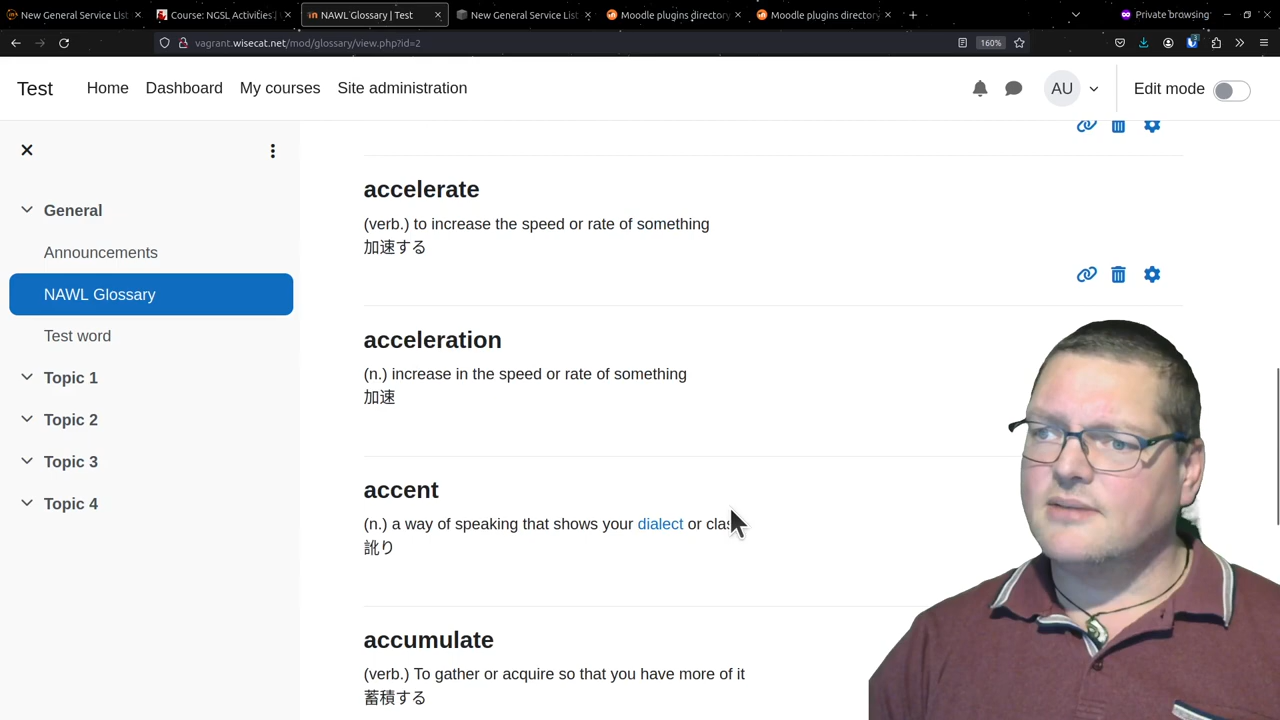 New General Service List
Course: NGSL Activities
NAWL Glossary | Test
New General Service List
Moodle plugins directory
Moodle plugins directory
Private browsing
vagrant.wisecat.net/mod/glossary/view.php?id=2
160%
Test
Home
Dashboard
My courses
Site administration
AU
Edit mode
General
Announcements
NAWL Glossary
Test word
Topic 1
Topic 2
Topic 3
Topic 4
accelerate
(verb.) to increase the speed or rate of something
加速する
acceleration
(n.) increase in the speed or rate of something
加速
accent
(n.) a way of speaking that shows your dialect or
訛り
accumulate
(verb.) To gather or acquire so that you have more of it
蓄積する